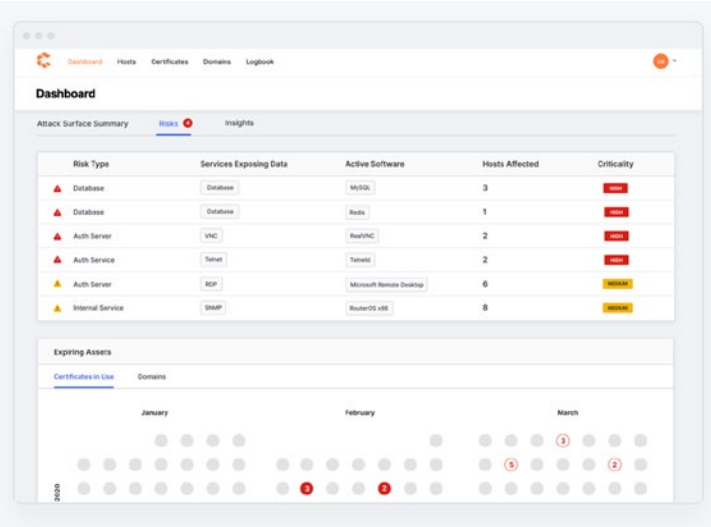 Dashboard Hosts Certificates Domains Logbook
Dashboard
Attack Surface Summary Risks 4 Insights
Risk Type Services Exposing Data Active Software Hosts Affected Criticality
Database Database MySQL 3 HIGH
Database Database Redis 1 HIGH
Auth Server VNC RealVNC 2 HIGH
Auth Service Telnet Telnetd 2 HIGH
Auth Server RDP Microsoft Remote Desktop 6 MEDIUM
Internal Service SNMP RouterOS x86 8 MEDIUM
Expiring Assets
Certificates in Use Domains
January February March
3
5 2
2020 3 2